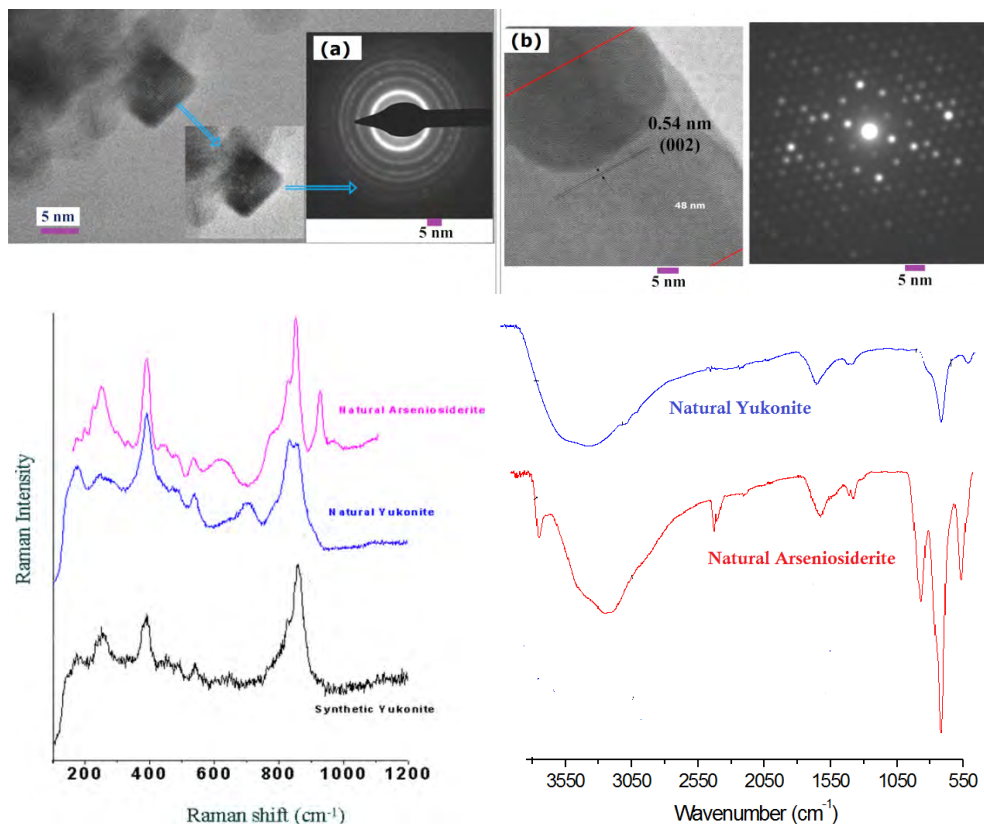 (a)
5 nm
5 nm
(b)
0.54 nm
(002)
48 nm
5 nm
5 nm
Raman Intensity
Natural Arseniosiderite
Natural Yukonite
Synthetic Yukonite
200 400 600 800 1000 1200
Raman shift (cm-1)
Natural Yukonite
Natural Arseniosiderite
3550 3050 2550 2050 1550 1050 550
Wavenumber (cm-1)